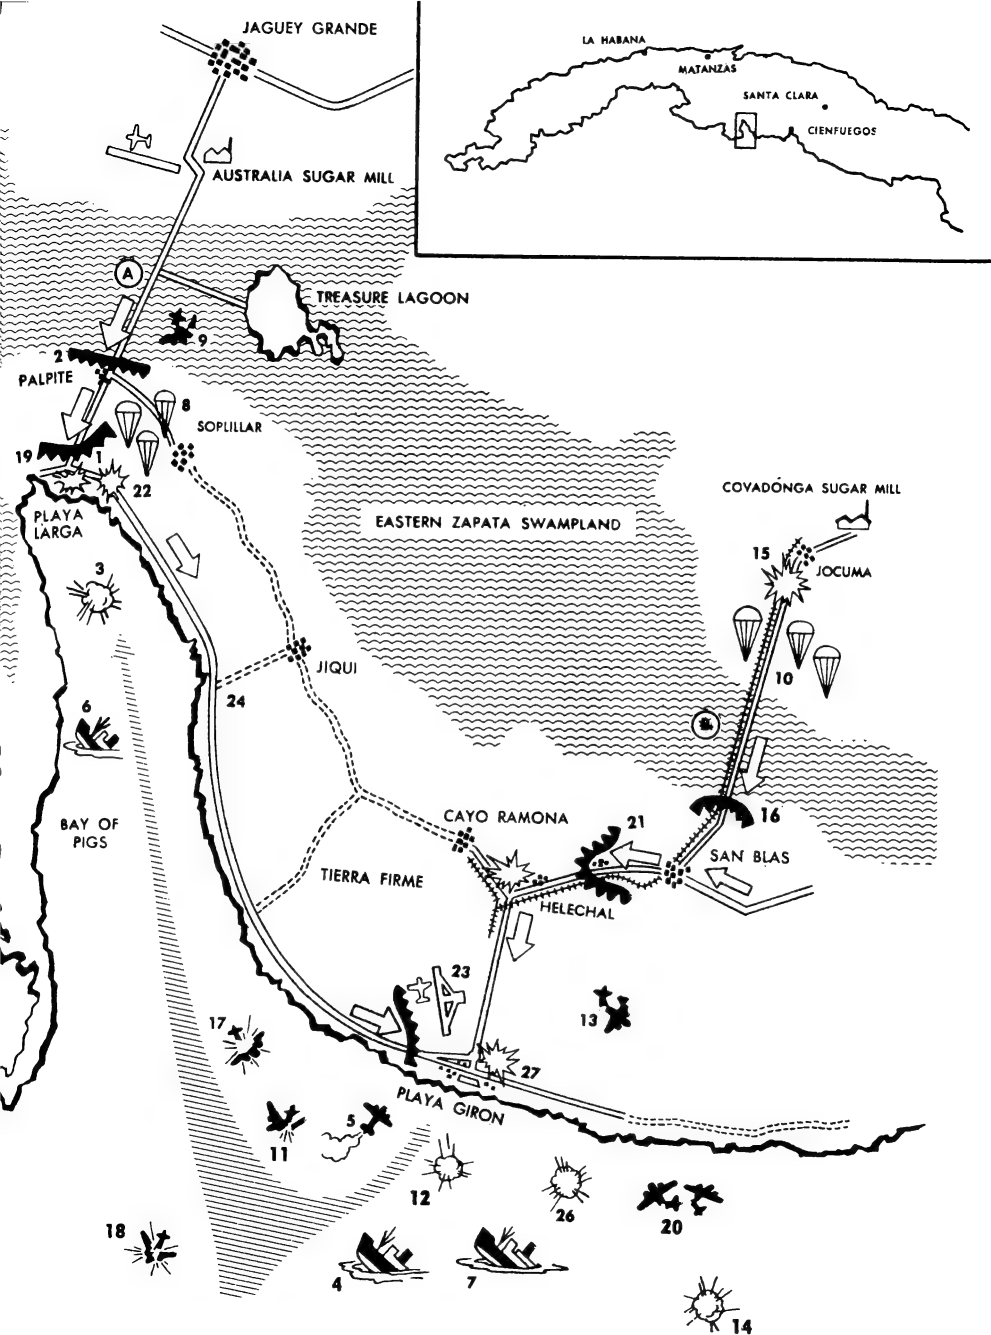 JAGUEY GRANDE
LA HABANA
MATANZAS
SANTA CLARA
CIENFUEGOS
AUSTRALIA SUGAR MILL
A
TREASURE LAGOON
9
2
PALPITE
8
SOPLILLAR
19
1
22
PLAYA
LARGA
COVADONGA SUGAR MILL
EASTERN ZAPATA SWAMPLAND
15
JOCUMA
3
10
JIQUI
24
6
16
BAY OF
PIGS
CAYO RAMONA
21
SAN BLAS
TIERRA FIRME
HELECHAL
23
13
17
27
PLAYA GIRON
5
11
12
26
20
18
4
7
14